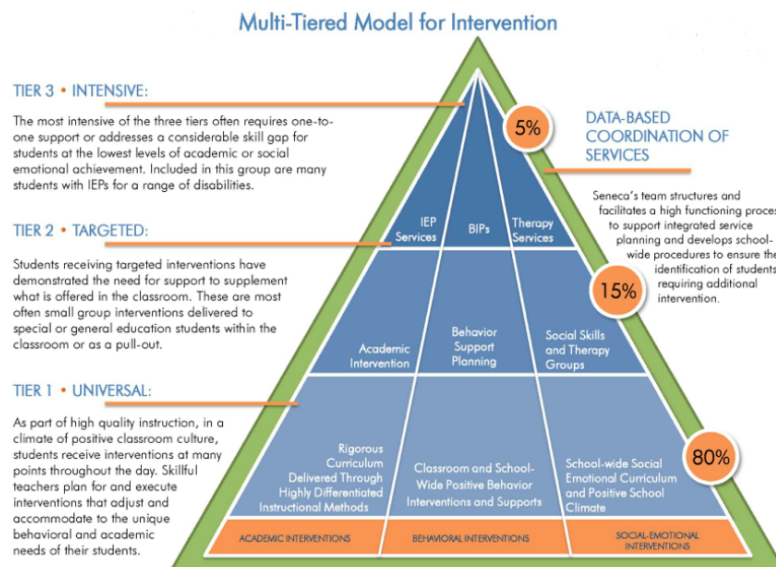 Multi-Tiered Model for Intervention
TIER 3 • INTENSIVE:
The most intensive of the three tiers often requires one-to-
one support or addresses a considerable skill gap for
students at the lowest levels of academic or social
emotional achievement. Included in this group are many
students with IEPs for a range of disabilities.
TIER 2 • TARGETED:
Students receiving targeted interventions have
demonstrated the need for support to supplement
what is offered in the classroom. These are most
often small group interventions delivered to
special or general education students within the
classroom or as a pull-out.
TIER 1 • UNIVERSAL:
As part of high quality instruction, in a
climate of positive classroom culture,
students receive interventions at many
points throughout the day. Skillful
teachers plan for and execute
interventions that adjust and
accommodate to the unique
behavioral and academic
needs of their students.
5%
IEP
Services
BIPs
Therapy
Services
15%
Academic
Intervention
Behavior
Support
Planning
Social Skills
and Therapy
Groups
80%
Rigorous
Curriculum
Delivered Through
Highly Differentiated
Instructional Methods
Classroom and School-
Wide Positive Behavior
Interventions and Supports
School-wide Social
Emotional Curriculum
and Positive School
Climate
ACADEMIC INTERVENTIONS
BEHAVIORAL INTERVENTIONS
SOCIAL-EMOTIONAL
INTERVENTIONS
DATA-BASED
COORDINATION OF
SERVICES
Seneca's team structures and
facilitates a high functioning proces
to support integrated service
planning and develops school-
wide procedures to ensure the
identification of students
requiring additional
intervention.